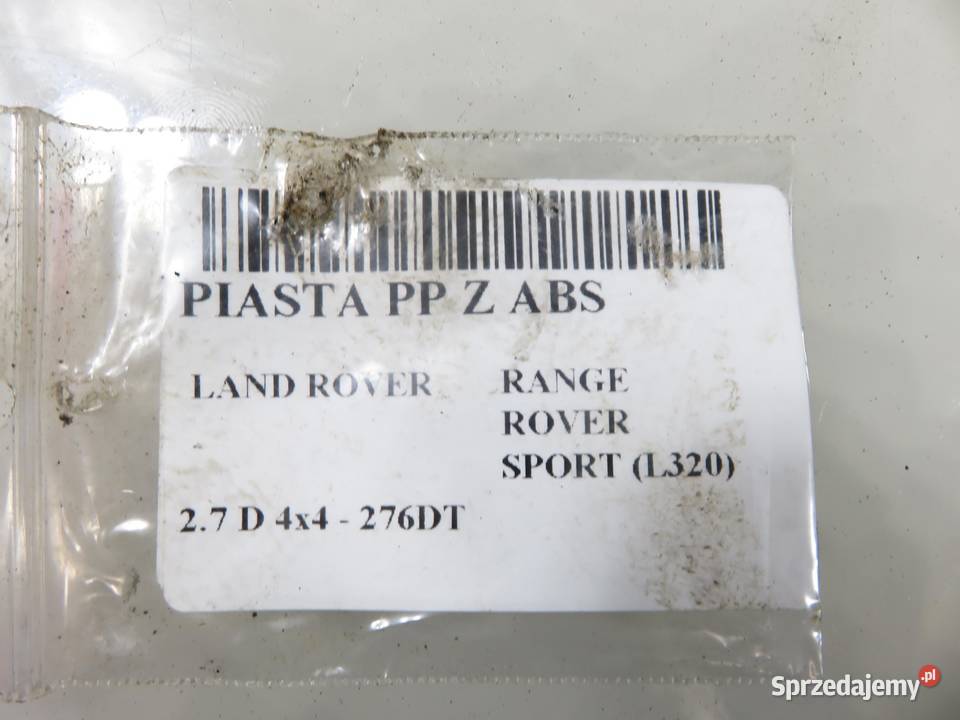 PIASTA PP Z ABS
LAND ROVER
RANGE
ROVER
SPORT (L320)
2.7 D 4x4 - 276DT
Sprzedajemy.pl